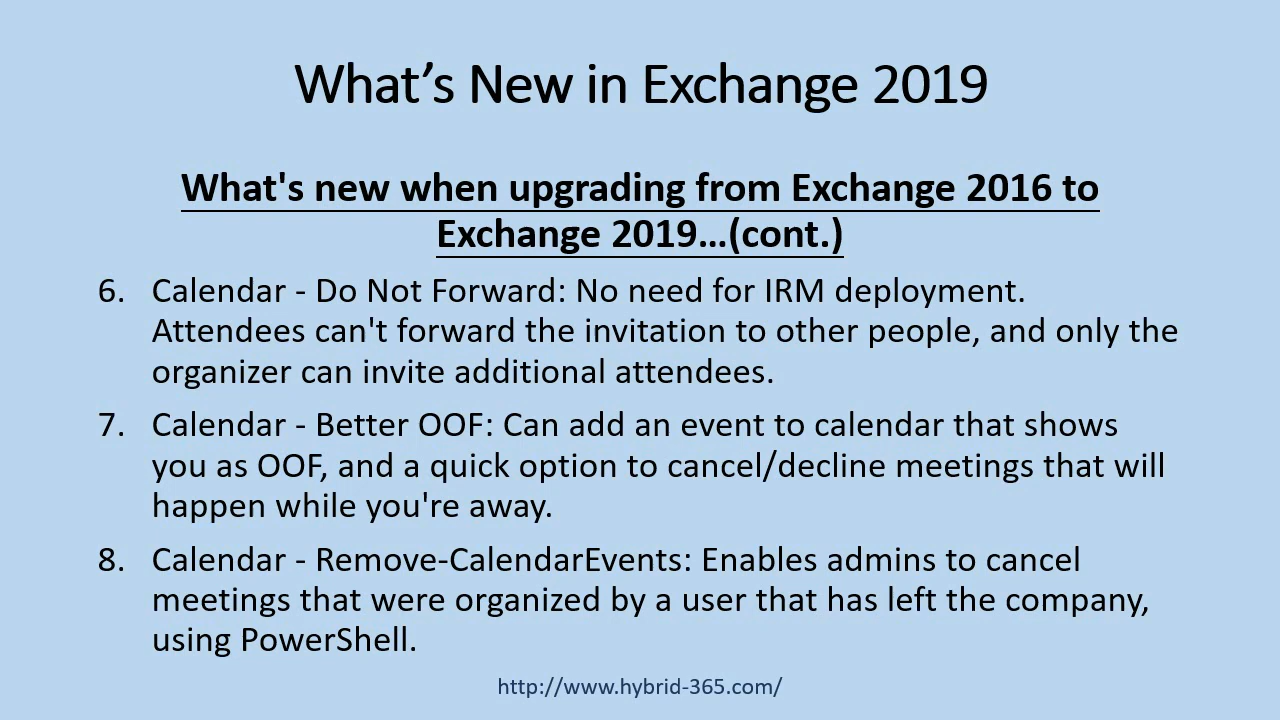 What’s New in Exchange 2019
What's new when upgrading from Exchange 2016 to
Exchange 2019…(cont.)
6. Calendar - Do Not Forward: No need for IRM deployment.
Attendees can't forward the invitation to other people, and only the
organizer can invite additional attendees.
7. Calendar - Better OOF: Can add an event to calendar that shows
you as OOF, and a quick option to cancel/decline meetings that will
happen while you're away.
8. Calendar - Remove-CalendarEvents: Enables admins to cancel
meetings that were organized by a user that has left the company,
using PowerShell.
http://www.hybrid-365.com/